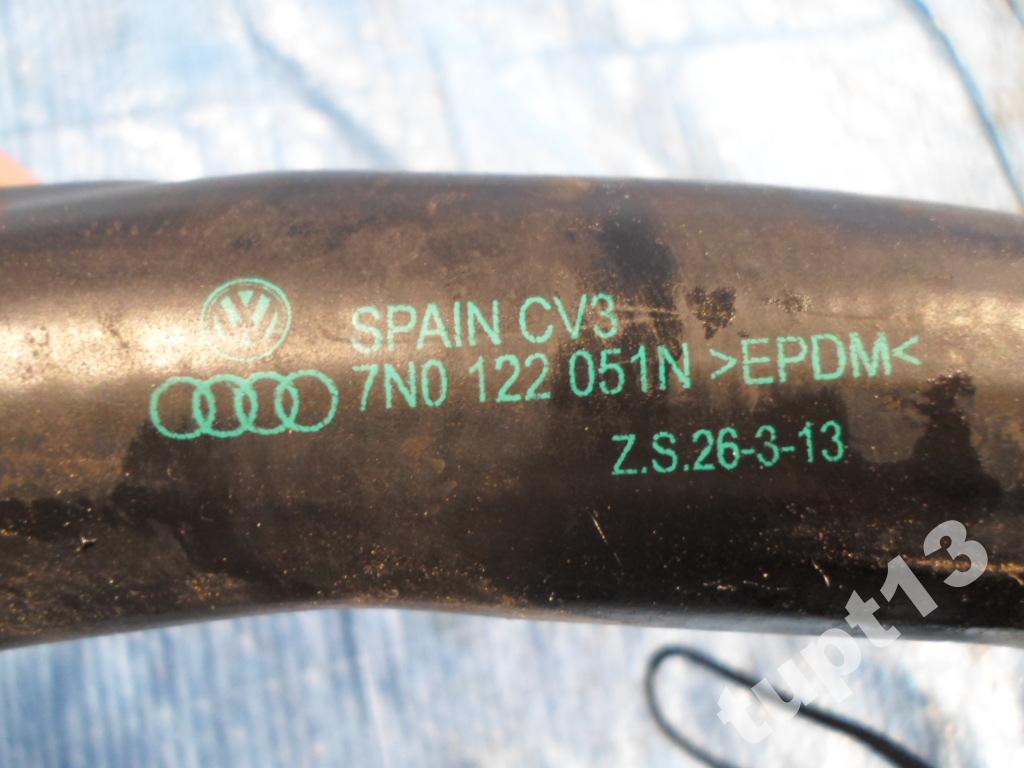 SPAIN CV3
7N0 122 051N >EPDM<
Z.S.26-3-13
tupt13